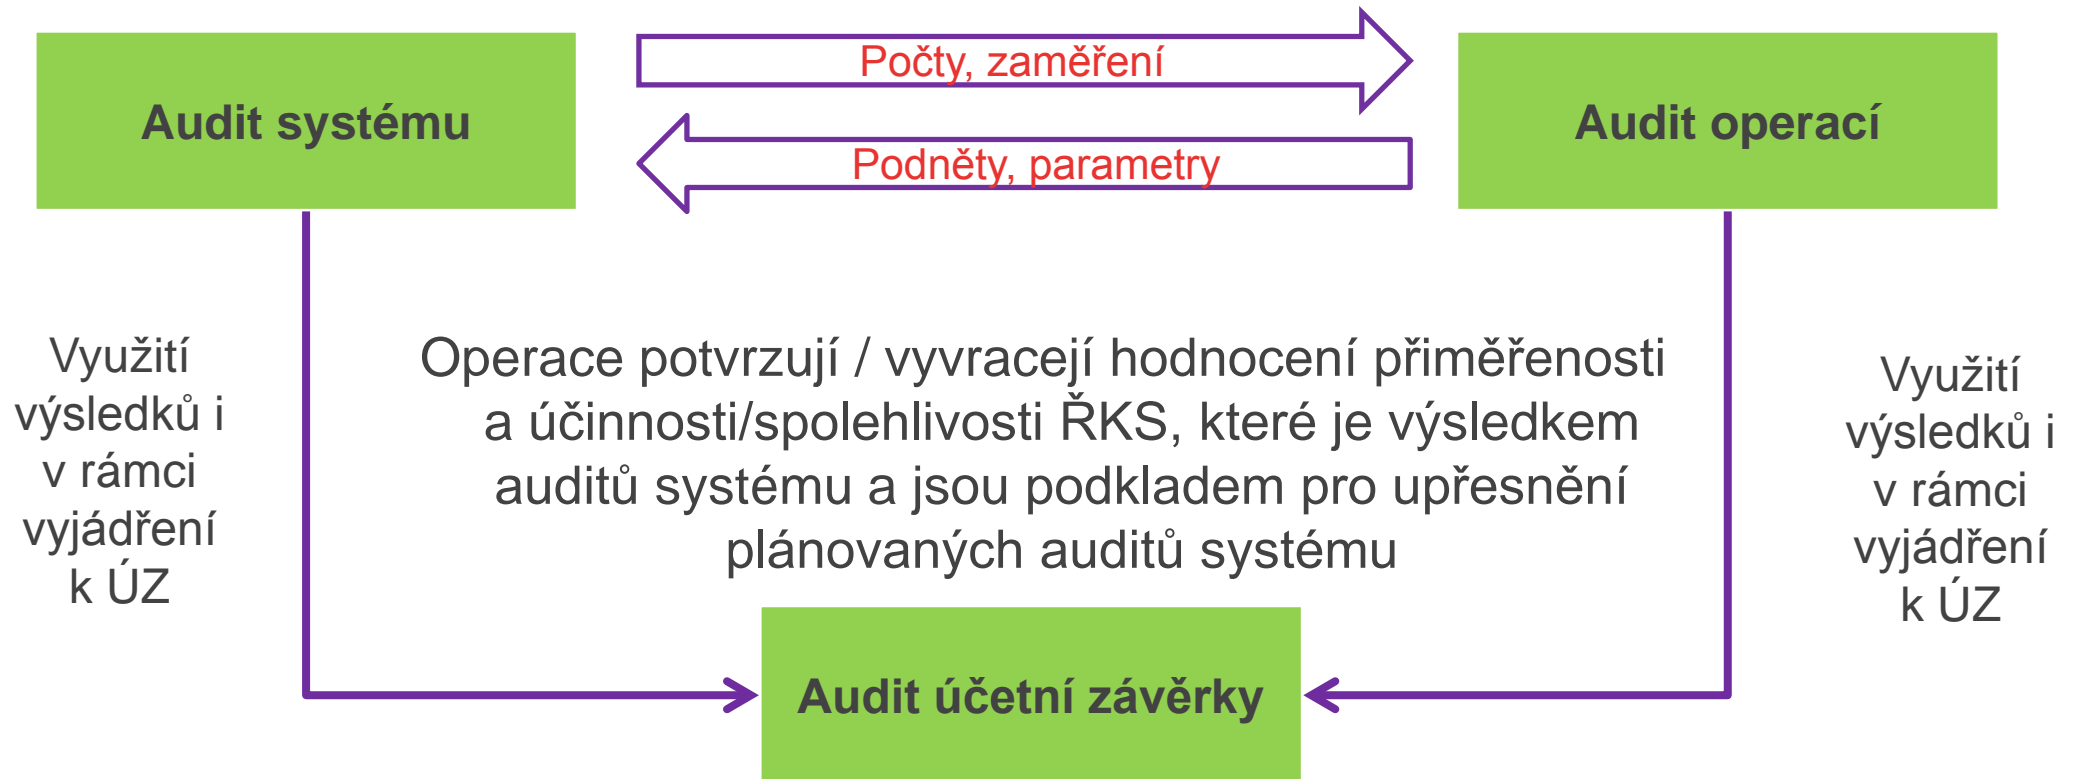 Počty, zaměření
Audit systému
Audit operací
Podněty, parametry
Využití
výsledků i
v rámci
vyjádření
k ÚZ
Operace potvrzují / vyvracejí hodnocení přiměřenosti
a účinnosti/spolehlivosti ŘKS, které je výsledkem
auditů systému a jsou podkladem pro upřesnění
plánovaných auditů systému
Využití
výsledků i
v rámci
vyjádření
k ÚZ
Audit účetní závěrky